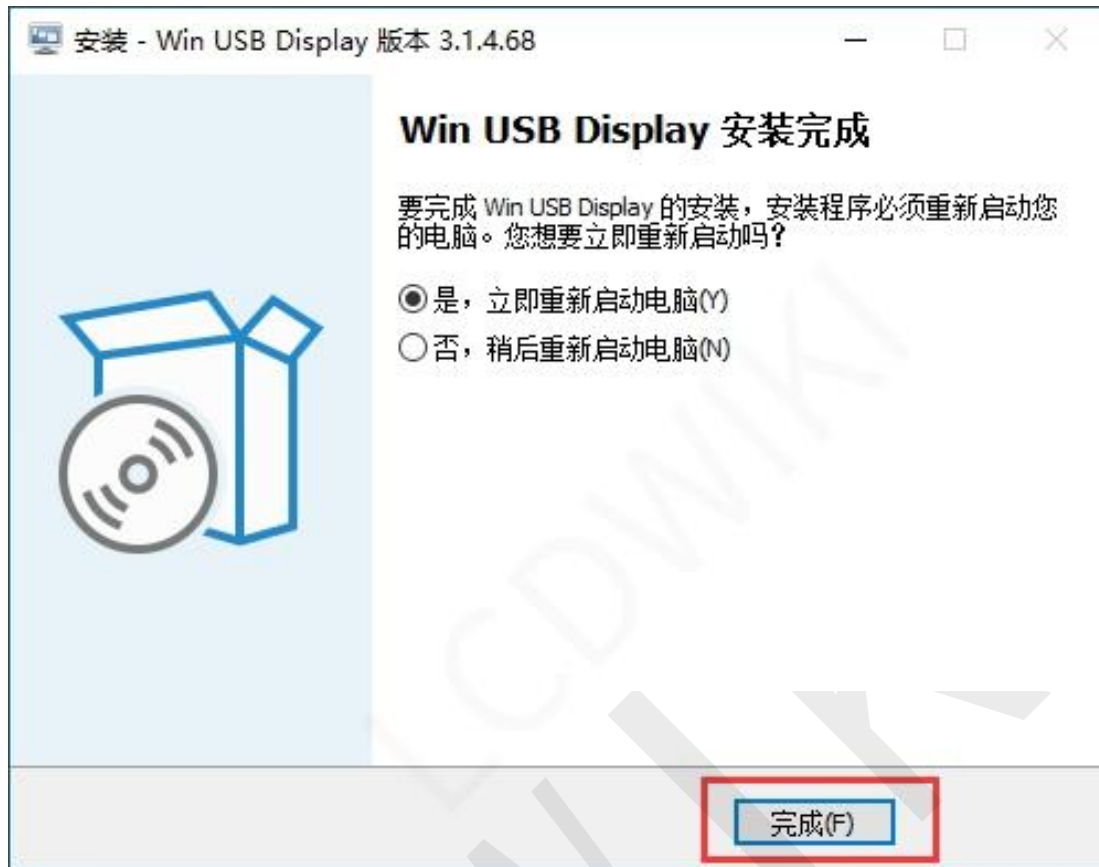 安装 - Win USB Display 版本 3.1.4.68
Win USB Display 安装完成
要完成 Win USB Display 的安装，安装程序必须重新启动您
的电脑。您想要立即重新启动吗?
是，立即重新启动电脑(Y)
否，稍后重新启动电脑(N)
LCDWIKI
完成(F)